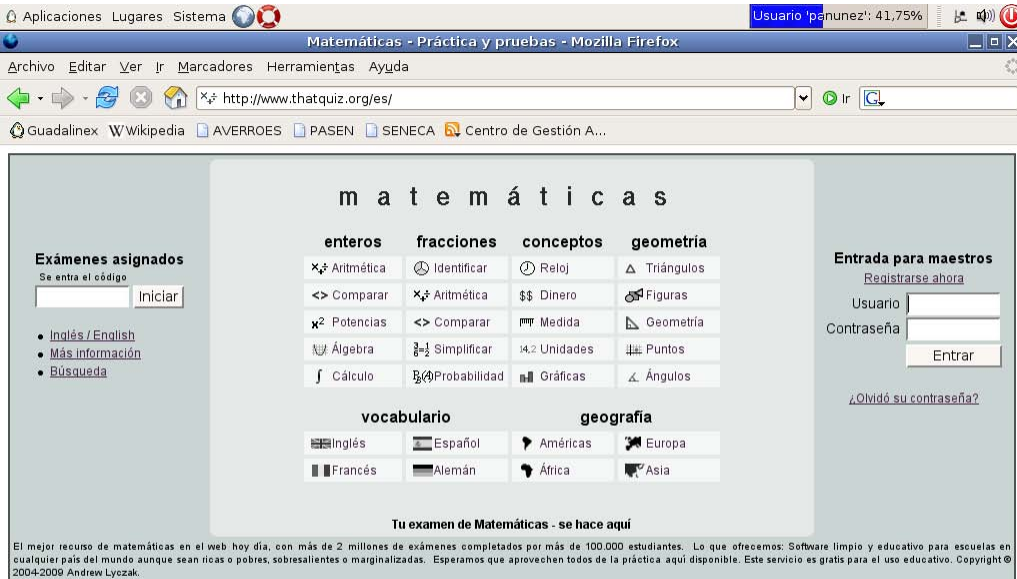 Aplicaciones Lugares Sistema
Usuario 'panunez': 41,75%
Matemáticas - Práctica y pruebas - Mozilla Firefox
Archivo Editar Ver Ir Marcadores Herramientas Ayuda
http://www.thatquiz.org/es/
Ir
G
Guadalinex W Wikipedia AVERROES PASEN SENECA Centro de Gestión A...
matemáticas
enteros fracciones conceptos geometría
Aritmética Identificar Reloj Triángulos
<> Comparar Aritmética $$ Dinero Figuras
x² Potencias <> Comparar Medida Geometría
Álgebra Simplificar 14,2 Unidades Puntos
∫ Cálculo Probabilidad Gráficas Ángulos
vocabulario geografía
Inglés Español Américas Europa
Francés Alemán África Asia
Tu examen de Matemáticas - se hace aquí
Exámenes asignados
Se entra el código
Iniciar
Inglés / English
Más información
Búsqueda
Entrada para maestros
Registrarse ahora
Usuario
Contraseña
Entrar
¿Olvidó su contraseña?
El mejor recurso de matemáticas en el web hoy día, con más de 2 millones de exámenes completados por más de 100.000 estudiantes. Lo que ofrecemos: Software limpio y educativo para escuelas en
cualquier país del mundo aunque sean ricas o pobres, sobresalientes o marginalizadas. Esperamos que aprovechen todos de la práctica aquí disponible. Este servicio es gratis para el uso educativo. Copyright ©
2004-2009 Andrew Lyczak.